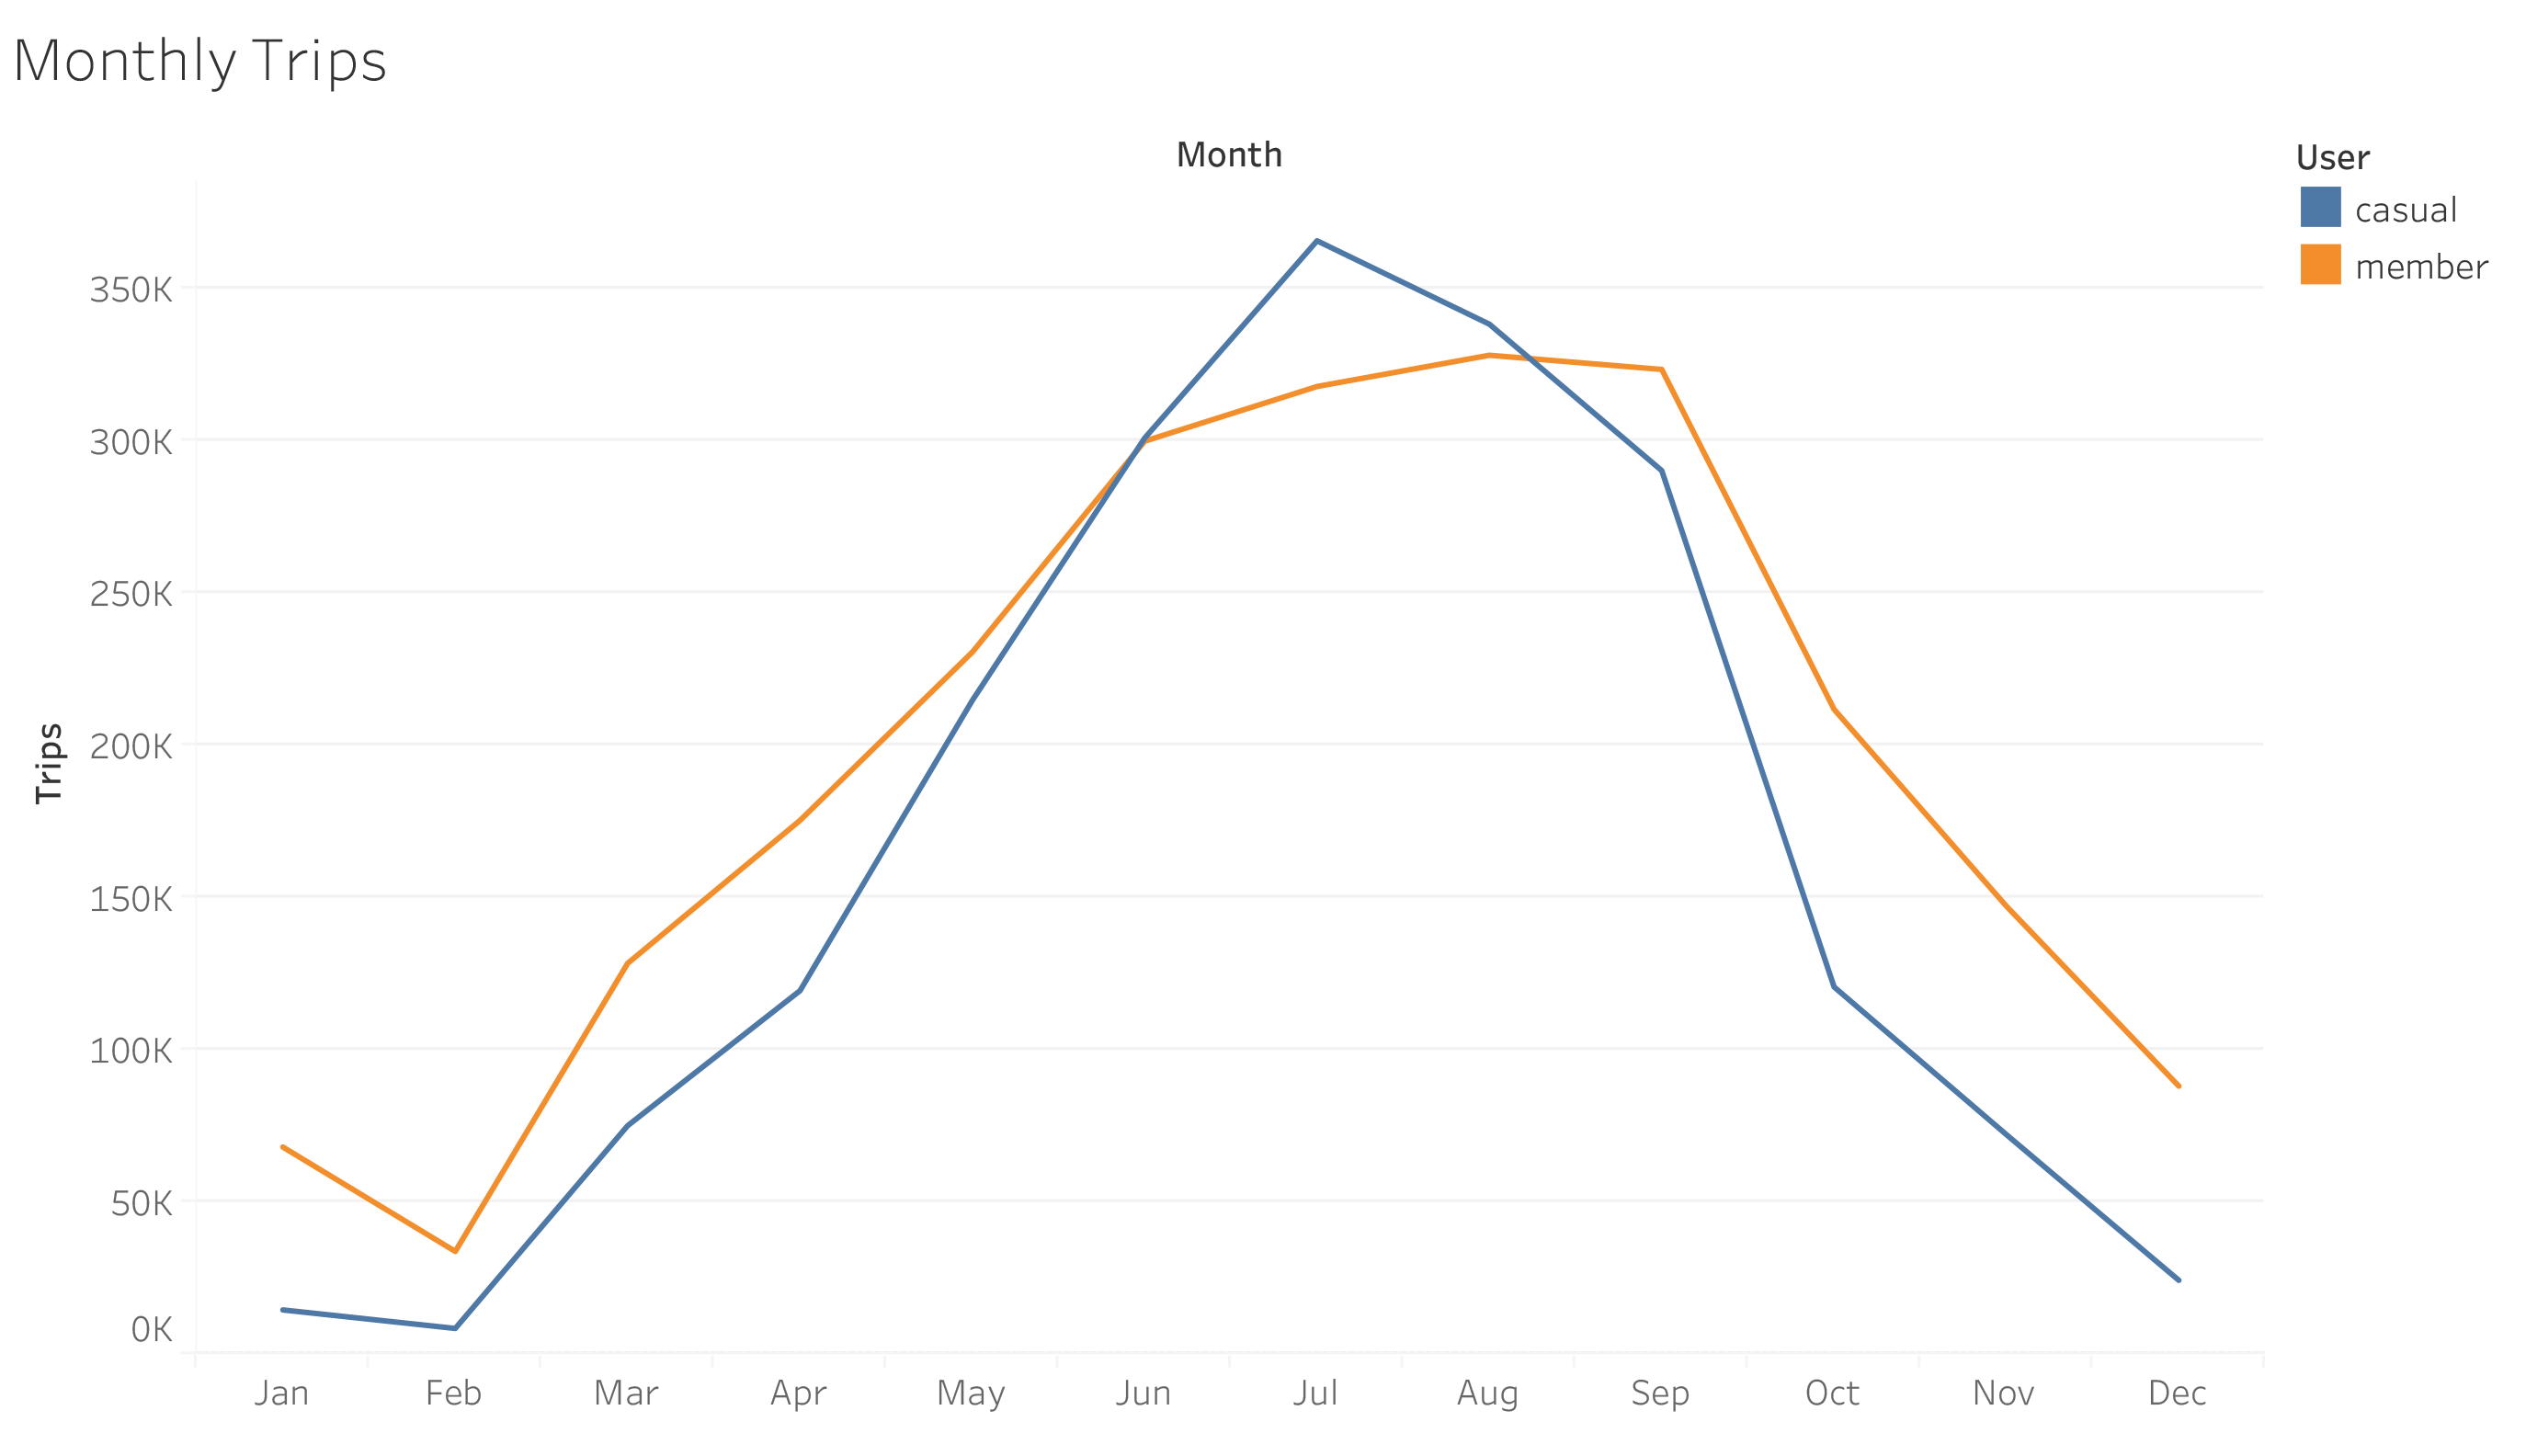 Monthly Trips
Month
User
casual
member
350K
300K
250K
200K
150K
100K
50K
0K
Trips
Jan Feb Mar Apr May Jun Jul Aug Sep Oct Nov Dec